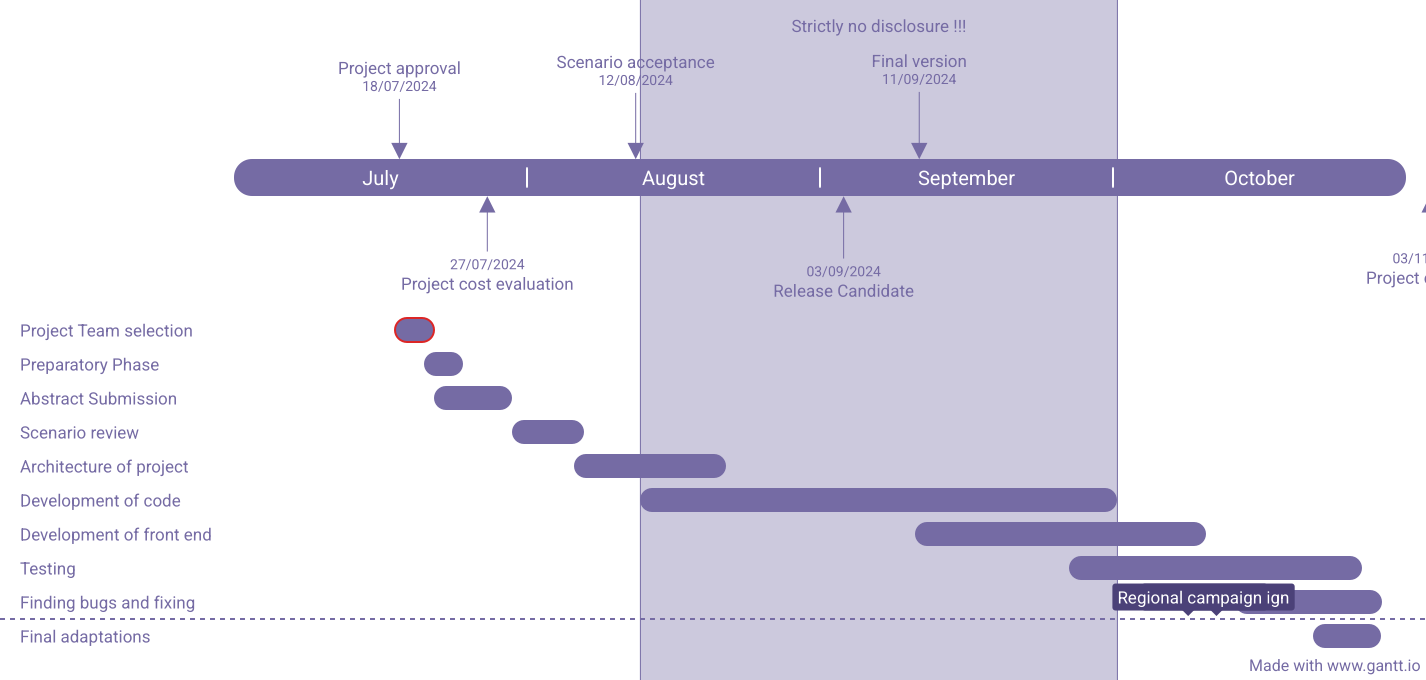 Strictly no disclosure !!!
Project approval
18/07/2024
Scenario acceptance
12/08/2024
Final version
11/09/2024
July
August
September
October
27/07/2024
Project cost evaluation
03/09/2024
Release Candidate
03/11
Project
Project Team selection
Preparatory Phase
Abstract Submission
Scenario review
Architecture of project
Development of code
Development of front end
Testing
Finding bugs and fixing
Regional campaign ign
Final adaptations
Made with www.gantt.io